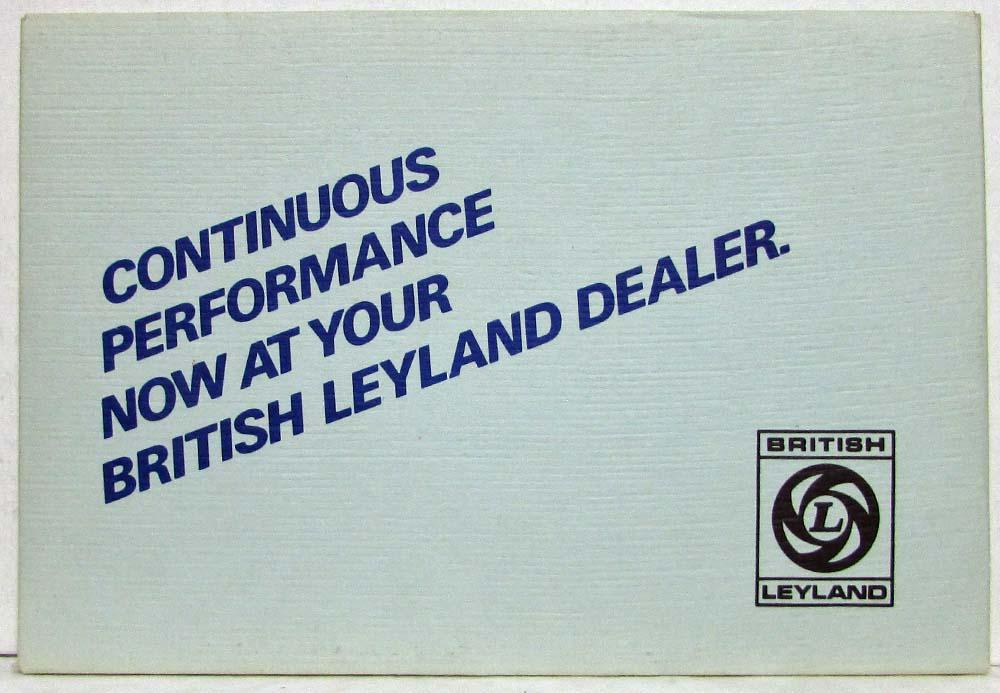 CONTINUOUS
PERFORMANCE
NOW AT YOUR
BRITISH LEYLAND DEALER.
BRITISH
L
LEYLAND